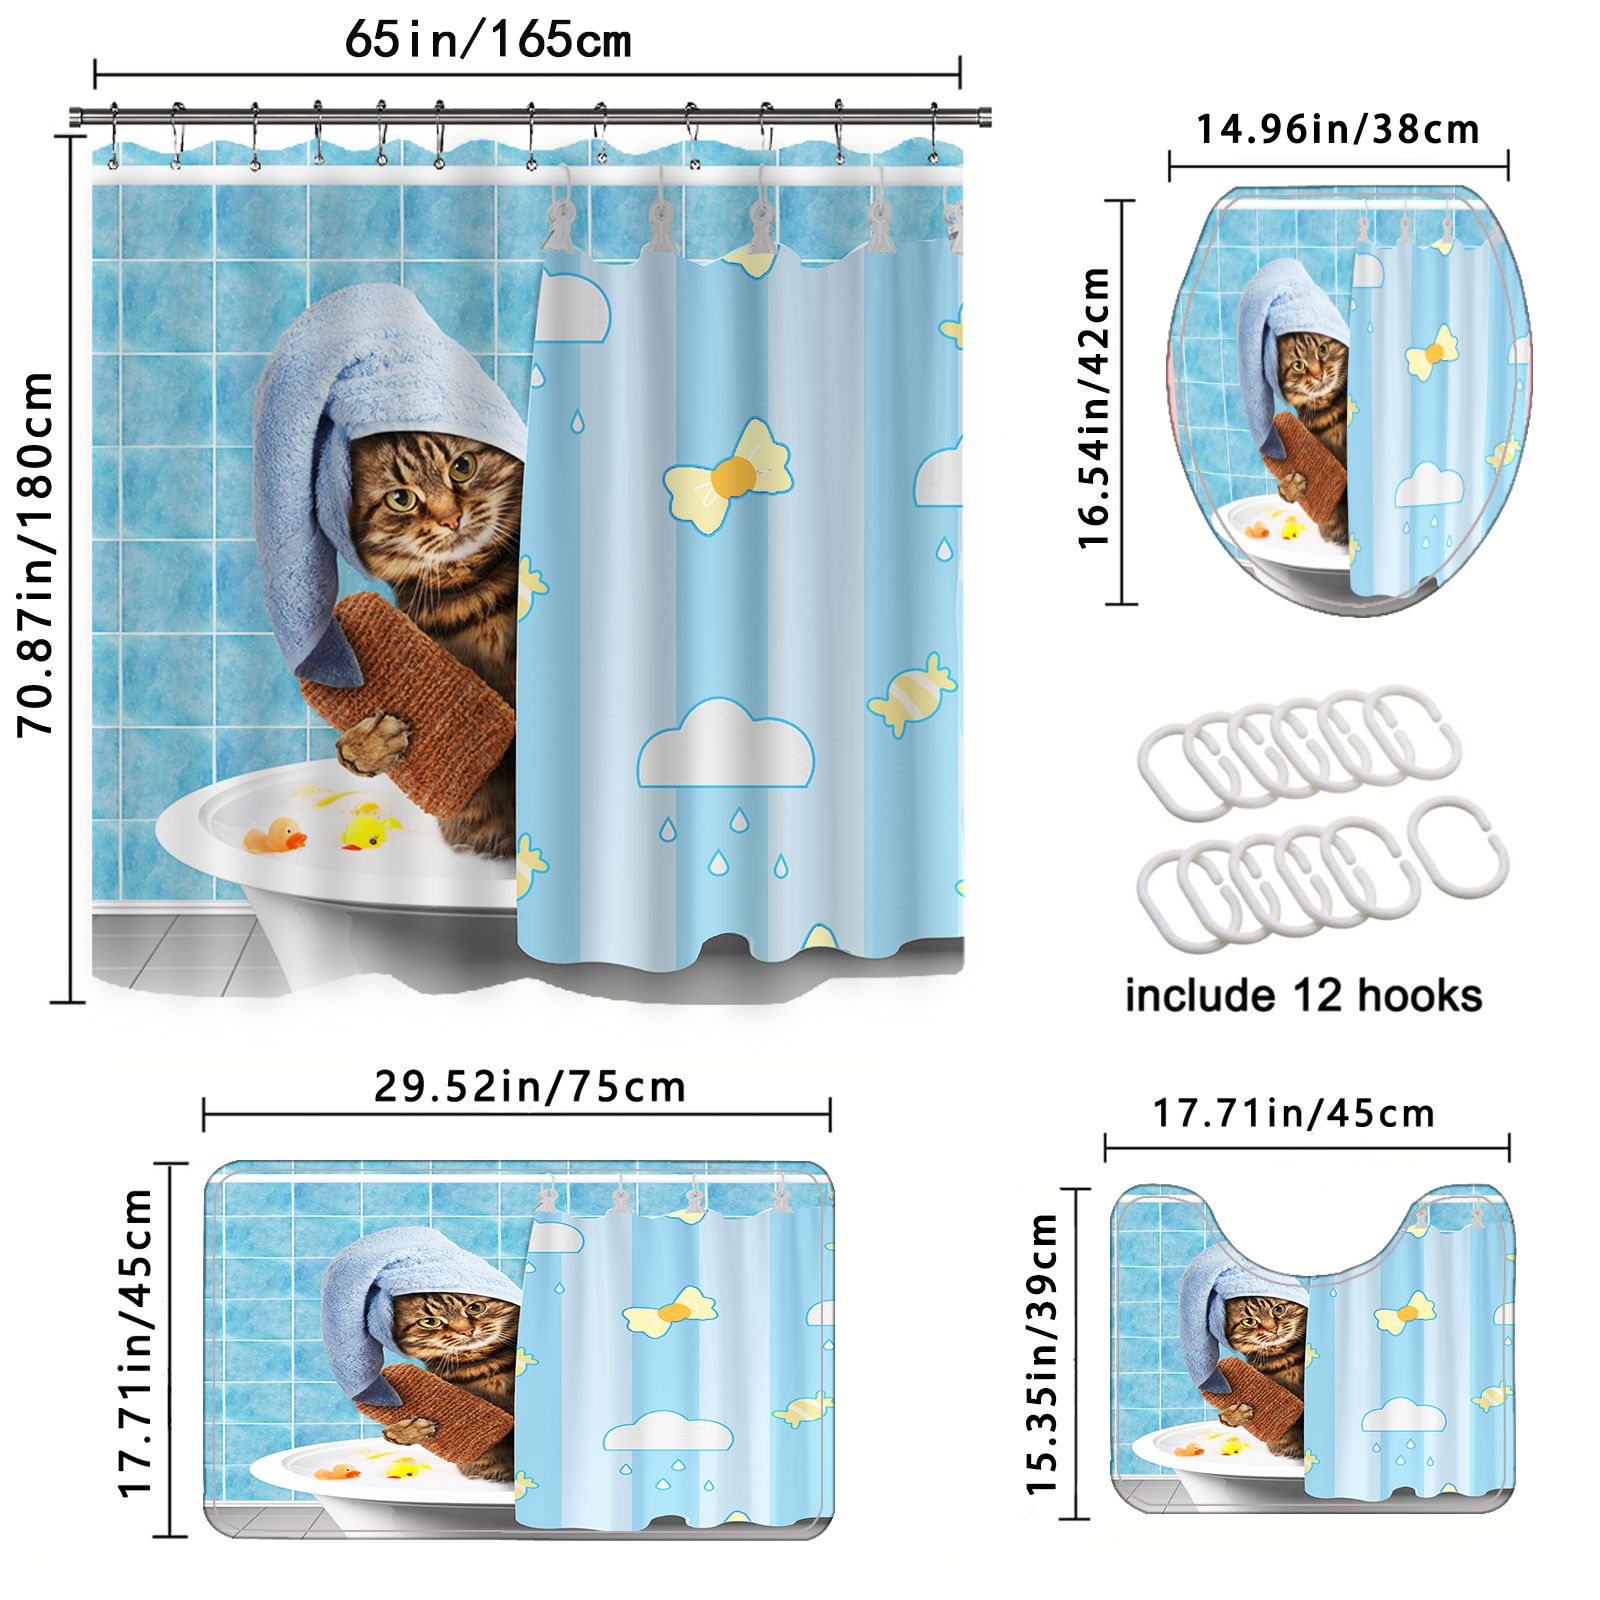 65in/165cm
70.87in/180cm
14.96in/38cm
16.54in/42cm
include 12 hooks
29.52in/75cm
17.71in/45cm
17.71in/45cm
15.35in/39cm